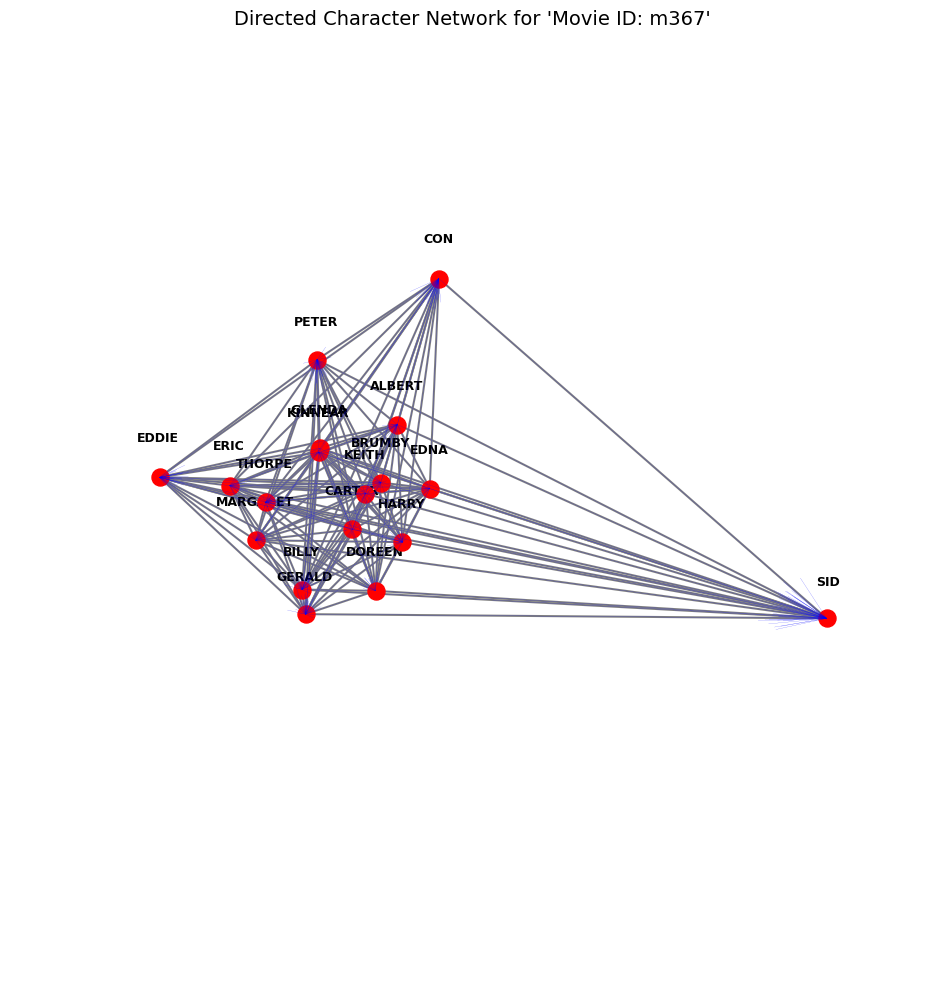 Directed Character Network for 'Movie ID: m367'
CON
PETER
ALBERT
GLENDA
KINNEAR
EDDIE
ERIC
BRUMBY
EDNA
KEITH
THORPE
CARTER
MARGARET
HARRY
BILLY
DOREEN
GERALD
SID